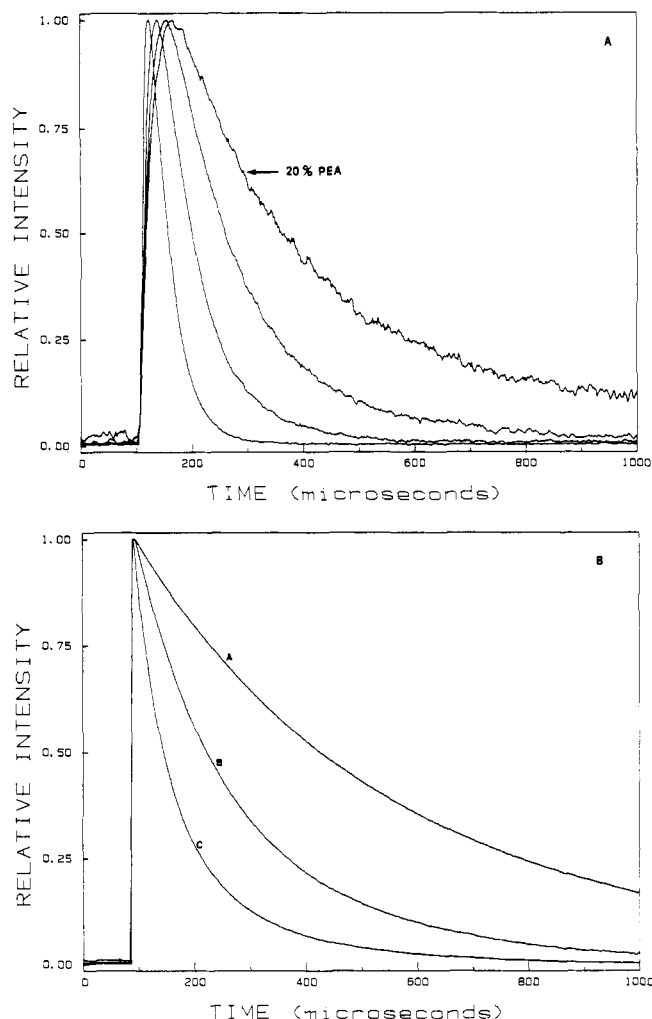 A
1.00
0.75
0.50
0.25
0.00
RELATIVE INTENSITY
20 % PEA
0 200 400 600 800 1000
TIME (microseconds)
B
1.00
0.75
0.50
0.25
0.00
RELATIVE INTENSITY
A
B
C
0 200 400 600 800 1000
TIME (microseconds)